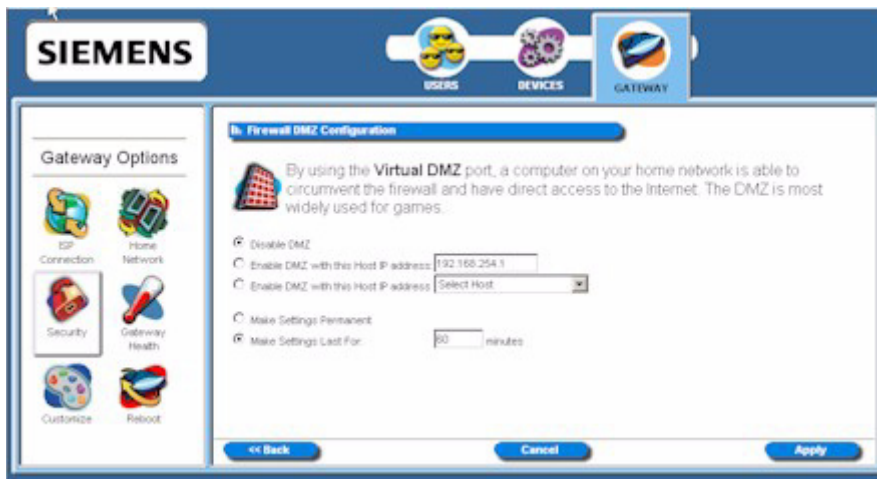 SIEMENS
USERS
DEVICES
GATEWAY
Gateway Options
ISP Connection
Home Network
Security
Gateway Health
Customize
Reboot
Firewall DMZ Configuration
By using the Virtual DMZ port, a computer on your home network is able to
circumvent the firewall and have direct access to the Internet. The DMZ is most
widely used for games.
Disable DMZ
Enable DMZ with this Host IP address: 192.168.254.1
Enable DMZ with this Host IP address Select Host
Make Settings Permanent
Make Settings Last For: 60 minutes
<< Back
Cancel
Apply